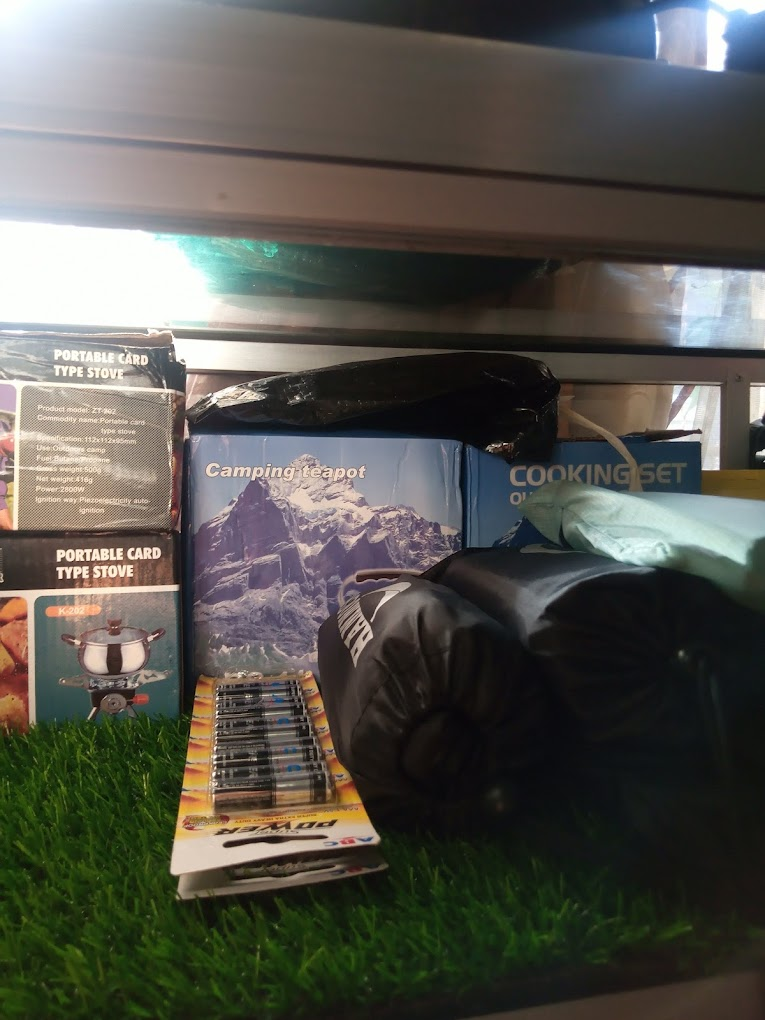 PORTABLE CARD
TYPE STOVE
Product model: ZT-202
Commodity name:Portable card
type stove
Specification:112x112x95mm
Use:Outdoors camp
Net weight:416g
Power:2800W
Ignition way:Piezoelectricity auto-
ignition
PORTABLE CARD
TYPE STOVE
K-202
Camping teapot
COOKING SET
POWER
ABC